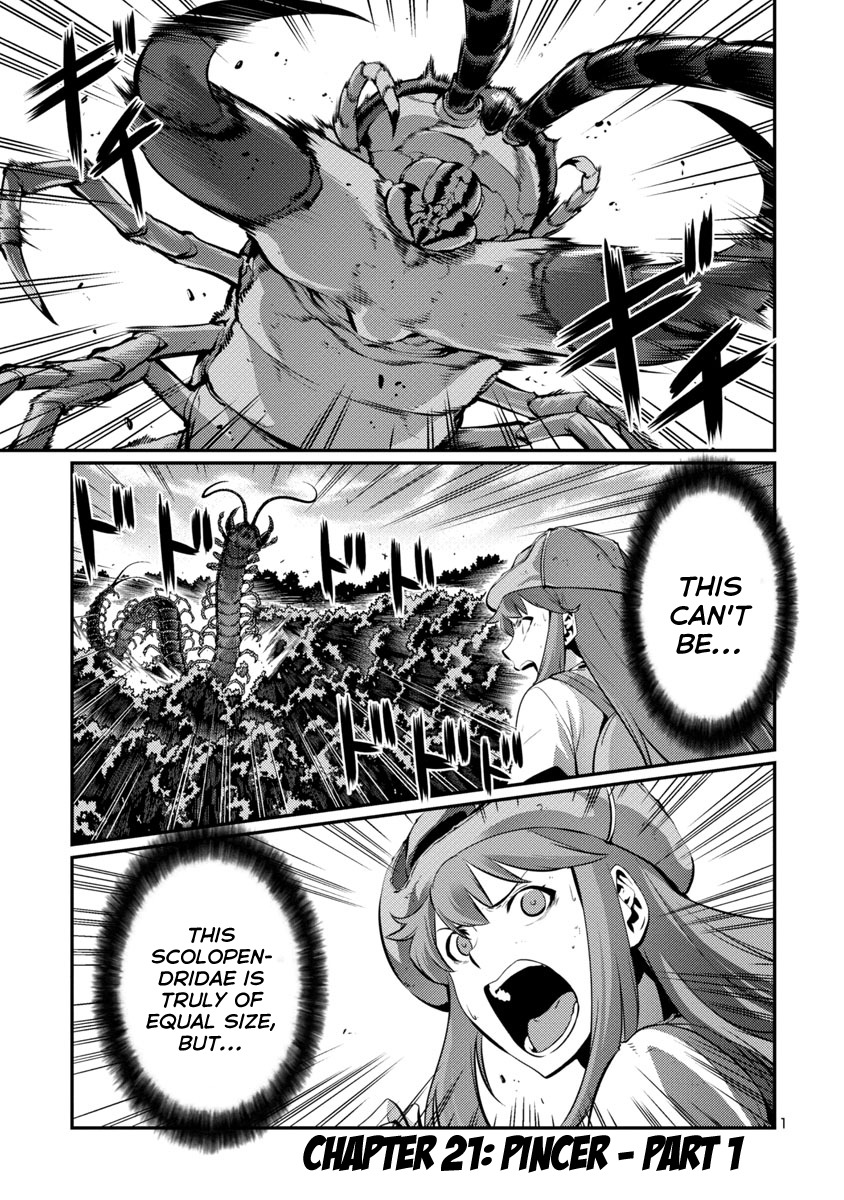 ギチ
ギチ
THIS
CAN'T
BE...
ドドドド
ドドド
THIS
SCOLOPEN-
DRIDAE IS
TRULY OF
EQUAL SIZE,
BUT...
1
CHAPTER 21: PINCER - PART 1